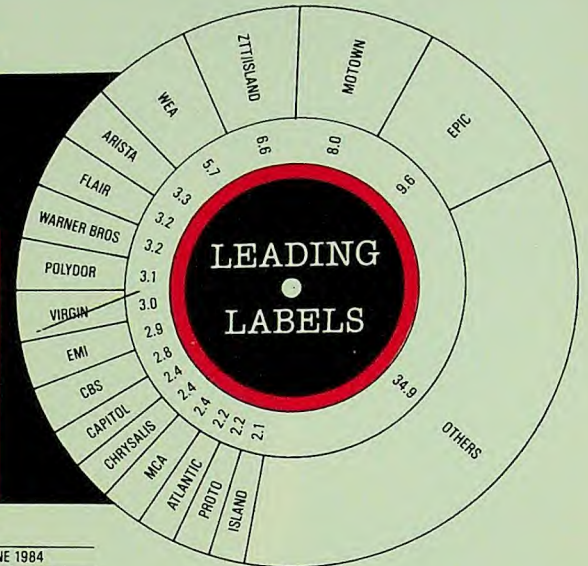 LEADING
LABELS
EPIC
9.6
MOTOWN
8.0
ZTT/ISLAND
6.6
WEA
5.7
ARISTA
3.3
FLAIR
3.2
WARNER BROS
3.2
POLYDOR
3.1
VIRGIN
3.0
EMI
2.9
CBS
2.8
CAPITOL
2.4
CHRYSALIS
2.4
MCA
2.4
ATLANTIC
2.2
PROTO
2.2
ISLAND
2.1
OTHERS
34.9
NE 1984